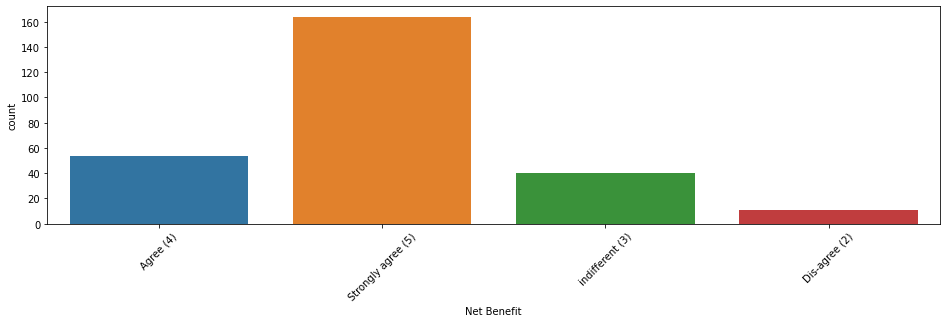 160
140
120
100
80
60
40
20
0
count
Agree (4)
Strongly agree (5)
indifferent (3)
Dis-agree (2)
Net Benefit